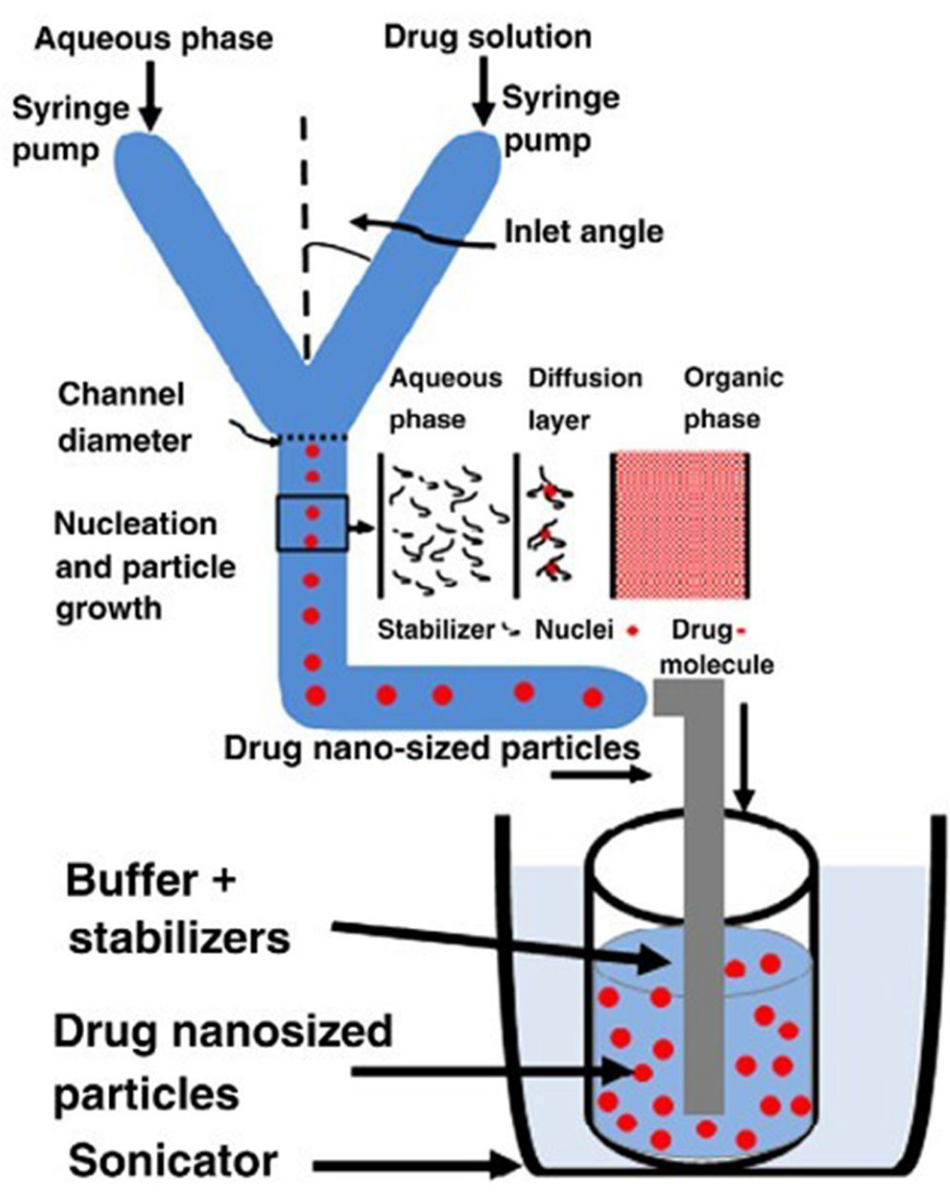 Aqueous phase
Drug solution
Syringe
pump
Syringe
pump
Inlet angle
Channel
diameter
Aqueous
phase
Diffusion
layer
Organic
phase
Nucleation
and particle
growth
Stabilizer
Nuclei
Drug-
molecule
Drug nano-sized particles
Buffer +
stabilizers
Drug nanosized
particles
Sonicator